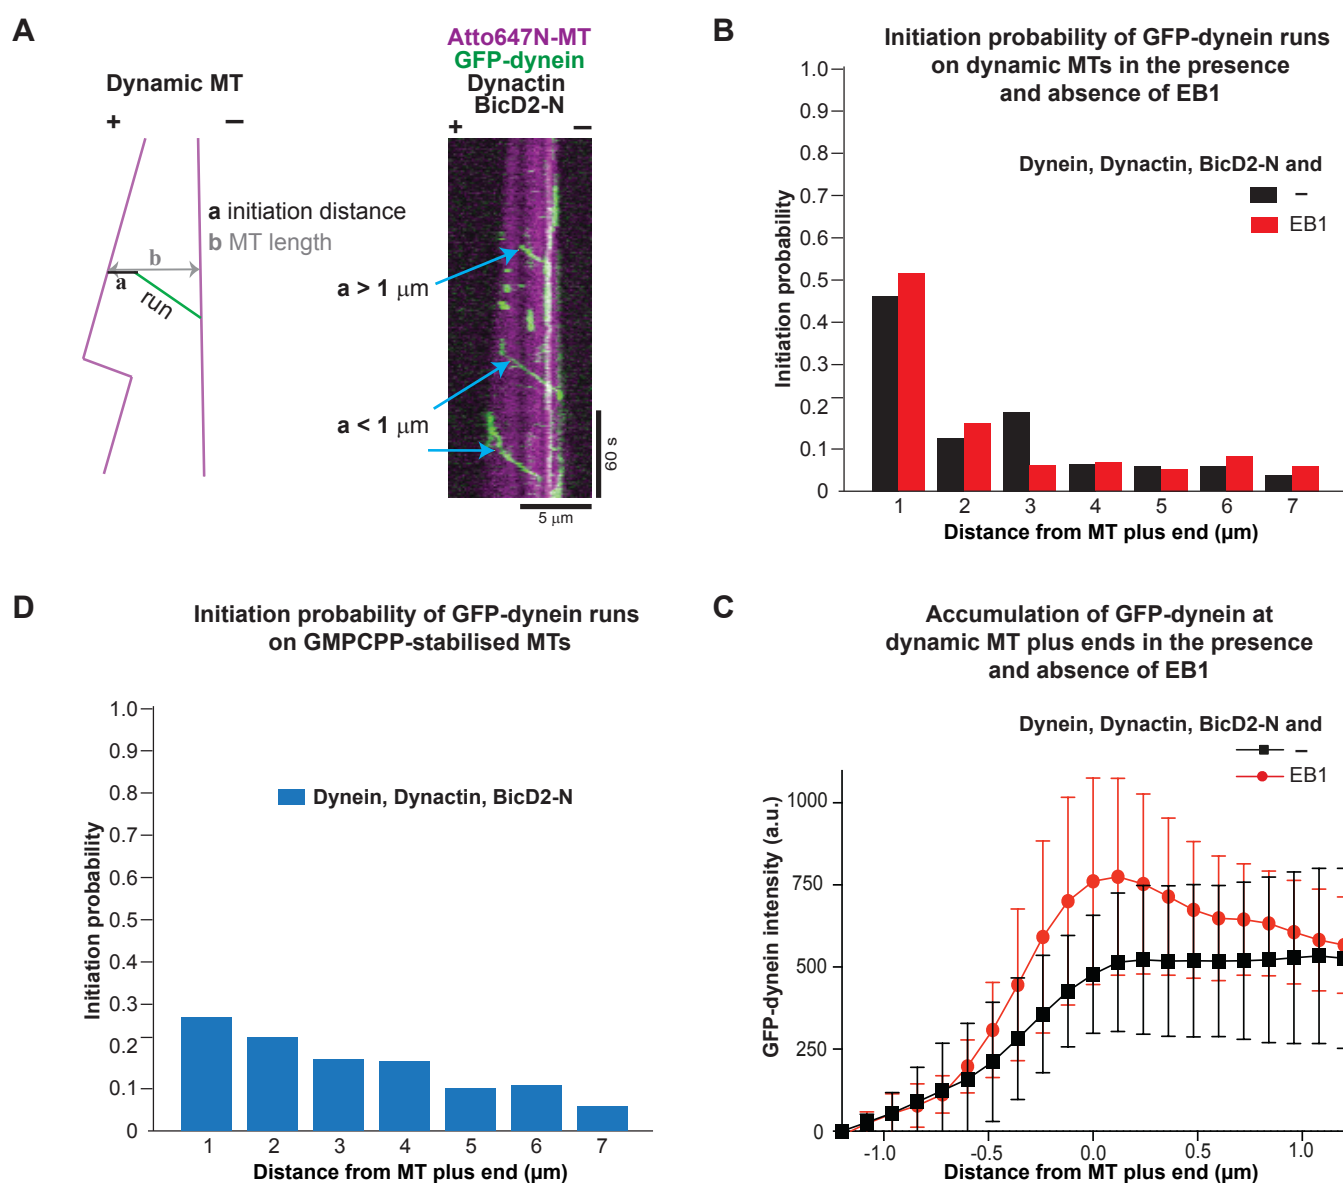 A
Dynamic MT
+ –
a initiation distance
b MT length
b
a
run
Atto647N-MT
GFP-dynein
Dynactin
BicD2-N
+ –
a > 1 µm
a < 1 µm
60 s
5 µm
B
Initiation probability of GFP-dynein runs
on dynamic MTs in the presence
and absence of EB1
Dynein, Dynactin, BicD2-N and
–
EB1
Initiation probability
1.0
0.9
0.8
0.7
0.6
0.5
0.4
0.3
0.2
0.1
0
1 2 3 4 5 6 7
Distance from MT plus end (µm)
D
Initiation probability of GFP-dynein runs
on GMPCPP-stabilised MTs
Dynein, Dynactin, BicD2-N
Initiation probability
1.0
0.9
0.8
0.7
0.6
0.5
0.4
0.3
0.2
0.1
0
1 2 3 4 5 6 7
Distance from MT plus end (µm)
C
Accumulation of GFP-dynein at
dynamic MT plus ends in the presence
and absence of EB1
Dynein, Dynactin, BicD2-N and
–
EB1
GFP-dynein intensity (a.u.)
1000
750
500
250
0
-1.0 -0.5 0.0 0.5 1.0
Distance from MT plus end (µm)